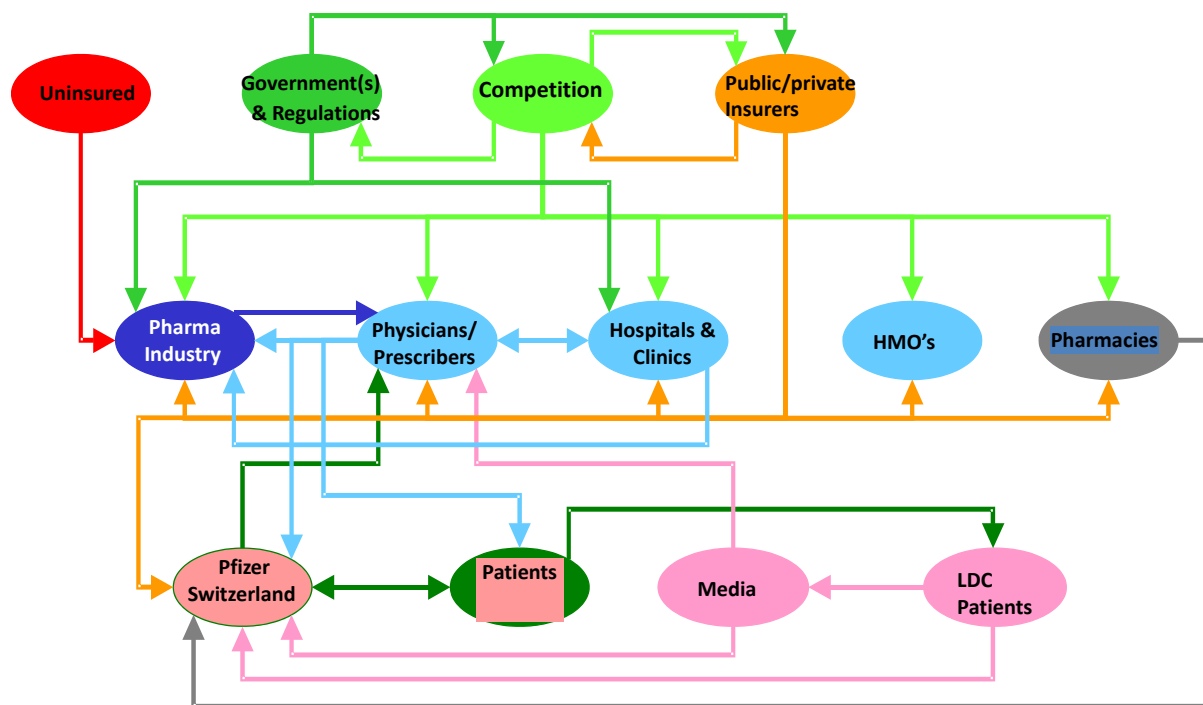 Uninsured
Government(s)
& Regulations
Competition
Public/private
Insurers
Pharma
Industry
Physicians/
Prescribers
Hospitals &
Clinics
HMO's
Pharmacies
Pfizer
Switzerland
Patients
Media
LDC
Patients